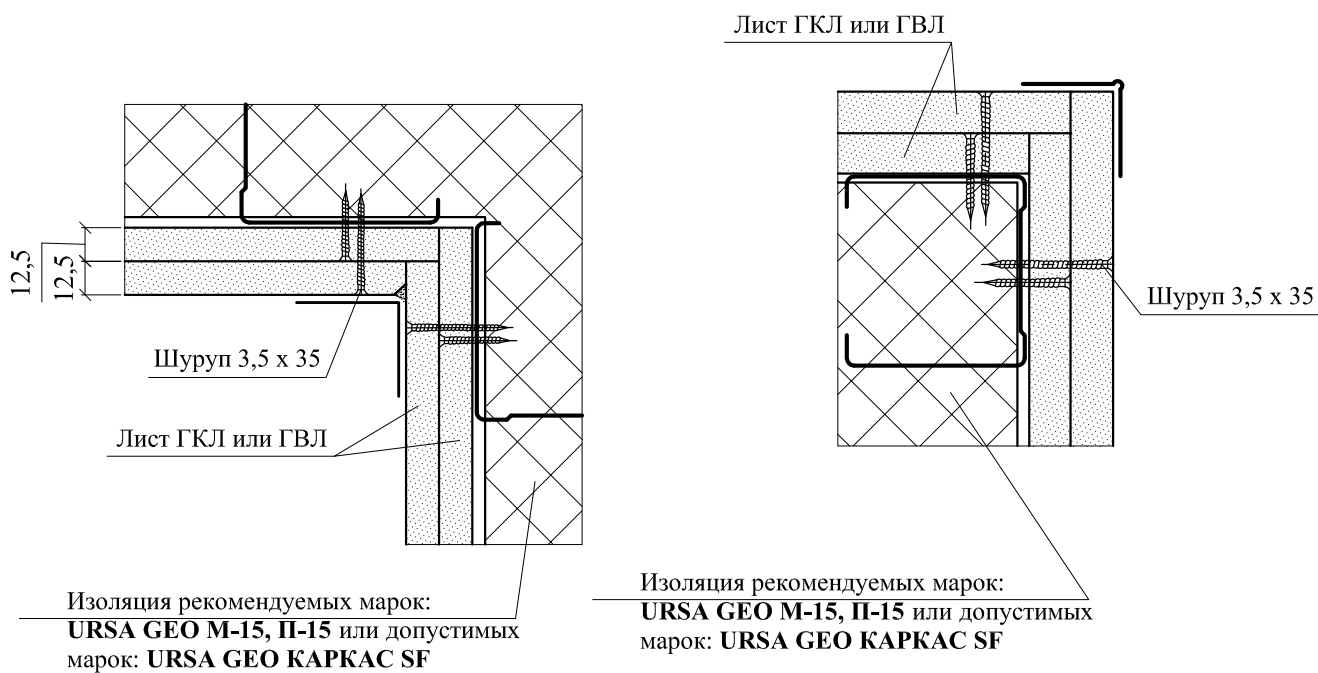 Лист ГКЛ или ГВЛ
12,5
12,5
Шуруп 3,5 х 35
Шуруп 3,5 х 35
Лист ГКЛ или ГВЛ
Изоляция рекомендуемых марок:
URSA GEO М-15, П-15 или допустимых
марок: URSA GEO КАРКАС SF
Изоляция рекомендуемых марок:
URSA GEO М-15, П-15 или допустимых
марок: URSA GEO КАРКАС SF